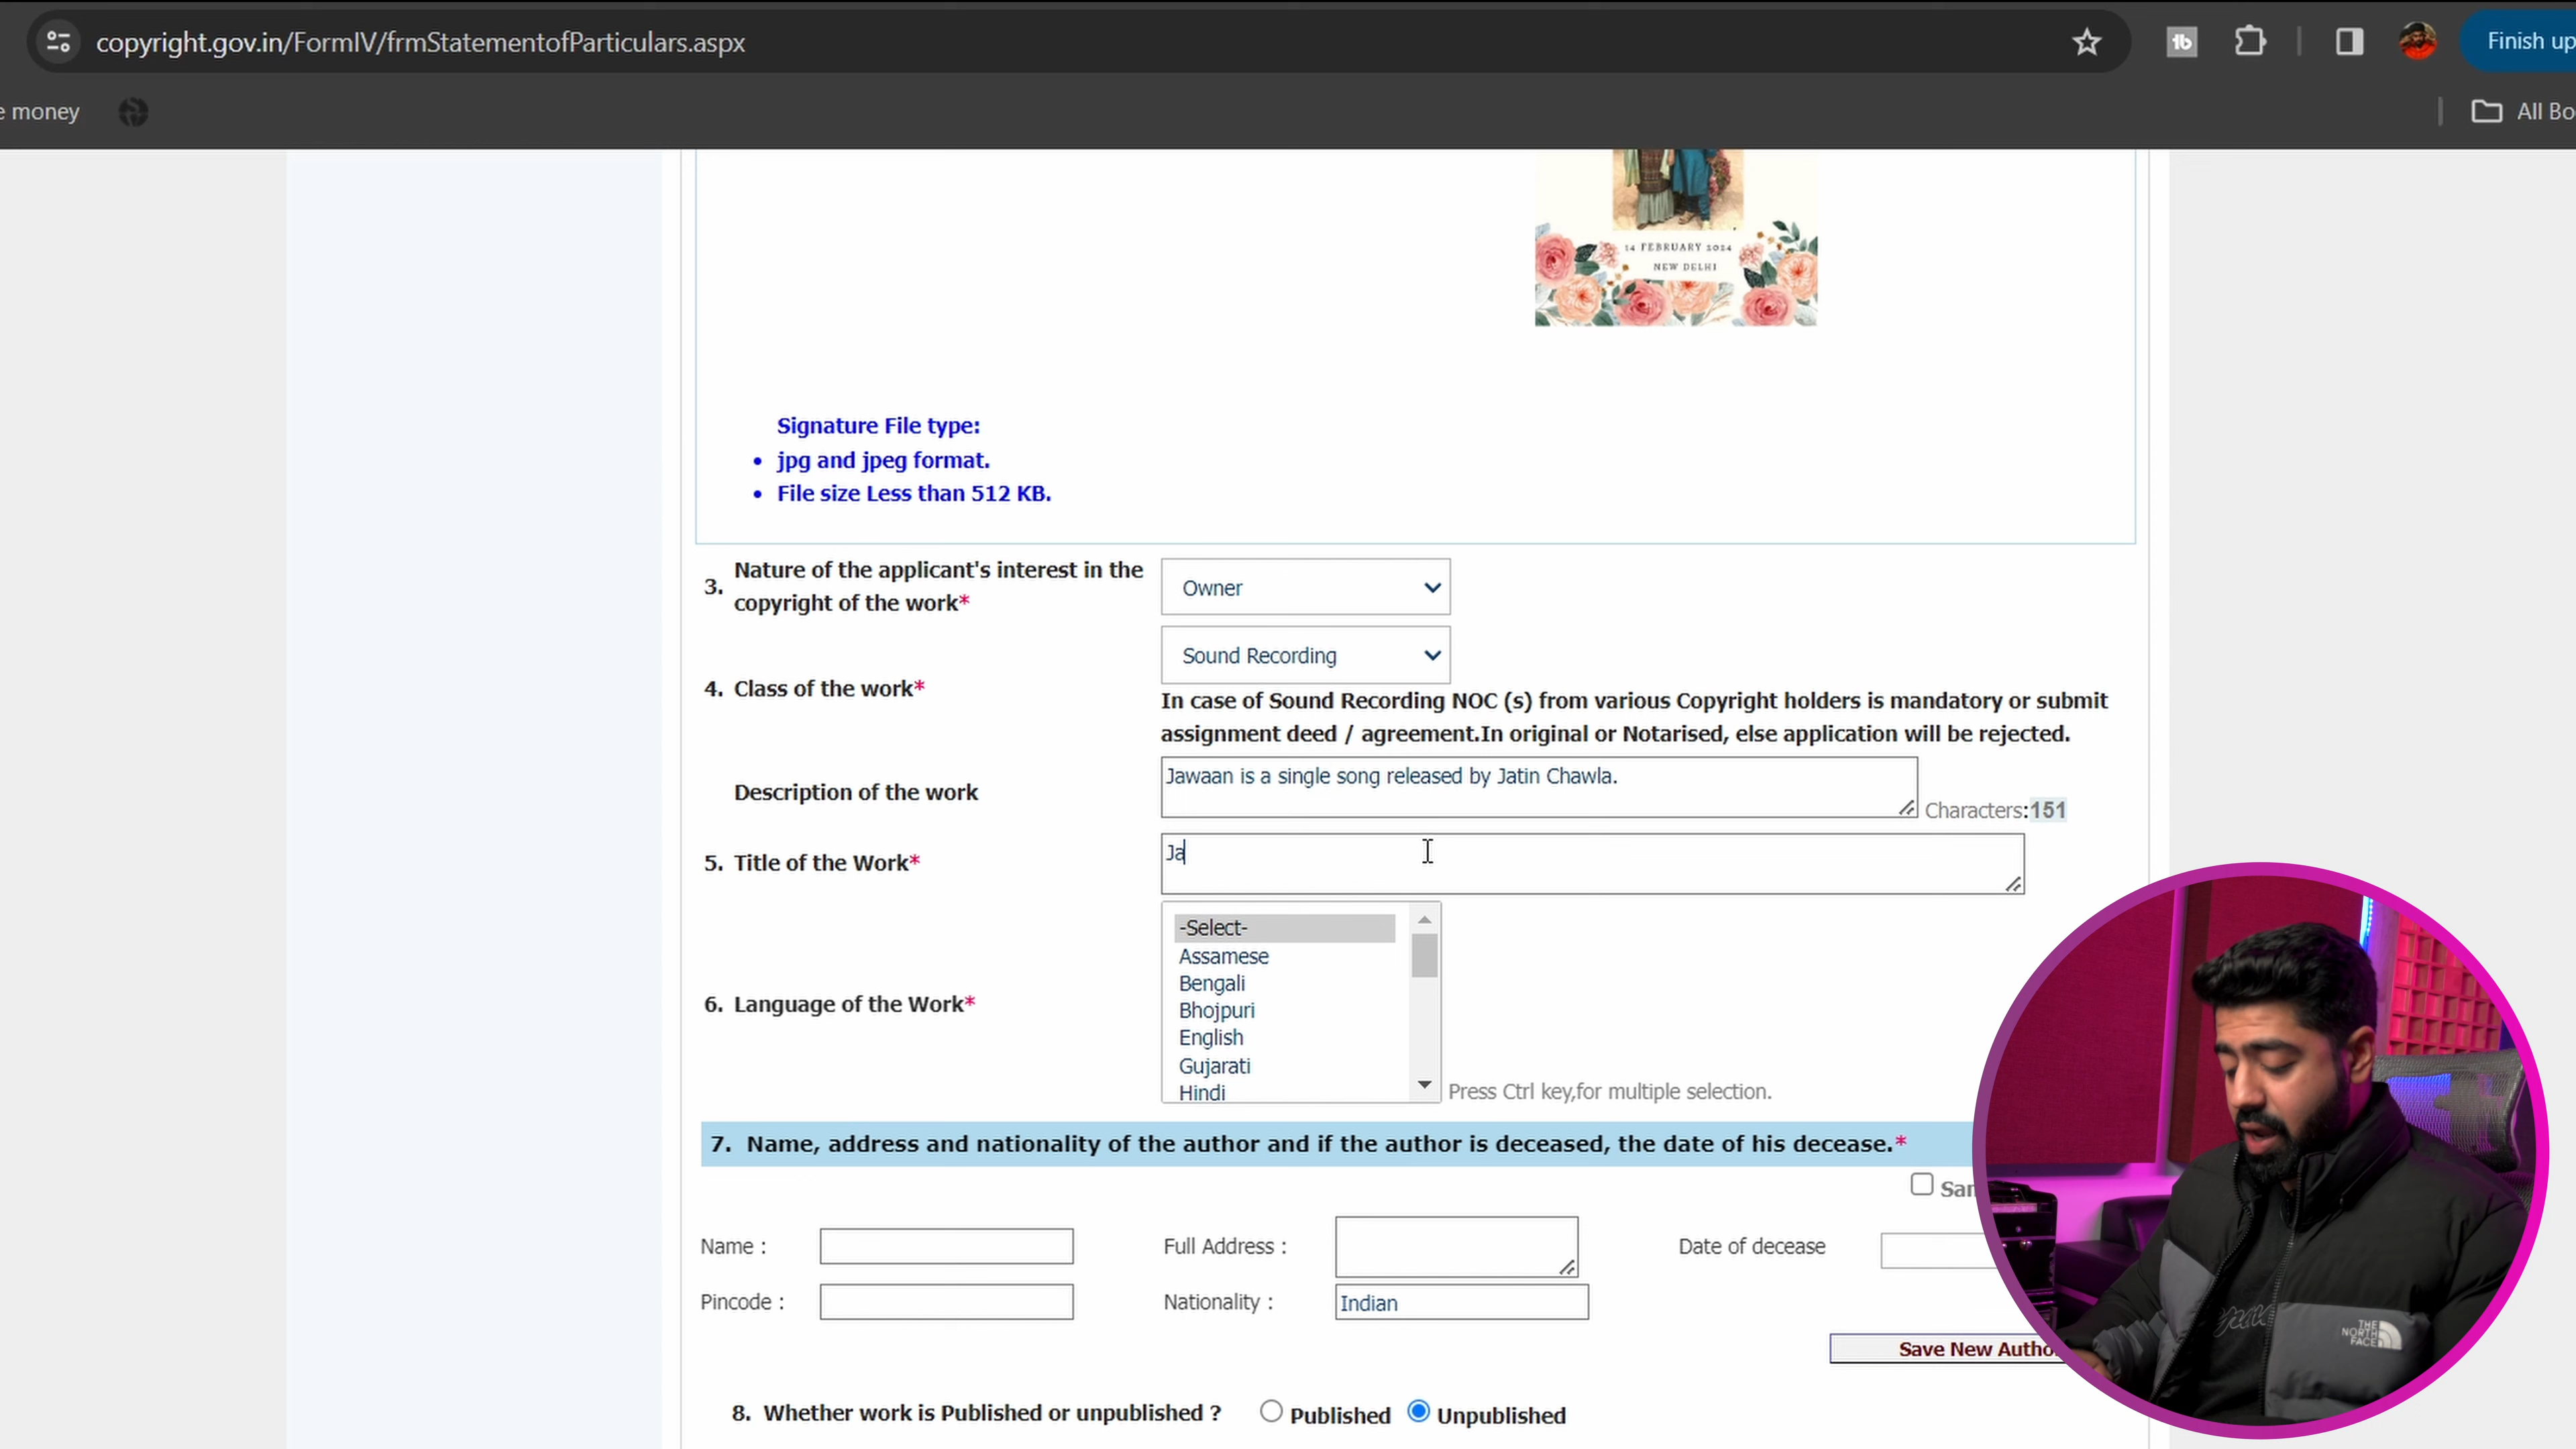 copyright.gov.in/FormIV/frmStatementofParticulars.aspx
Finish up
e money
All Bo
14 FEBRUARY 2024
NEW DELHI
Signature File type:
• jpg and jpeg format.
• File size Less than 512 KB.
3. Nature of the applicant's interest in the copyright of the work*
Owner
Sound Recording
4. Class of the work*
In case of Sound Recording NOC (s) from various Copyright holders is mandatory or submit
assignment deed / agreement.In original or Notarised, else application will be rejected.
Description of the work
Jawaan is a single song released by Jatin Chawla.
Characters:151
5. Title of the Work*
Ja
6. Language of the Work*
-Select-
Assamese
Bengali
Bhojpuri
English
Gujarati
Hindi
Press Ctrl key,for multiple selection.
7. Name, address and nationality of the author and if the author is deceased, the date of his decease.*
Name :
Full Address :
Date of decease
Pincode :
Nationality :
Indian
Save New Autho
8. Whether work is Published or unpublished ?
Published
Unpublished
THE
NORTH
FACE